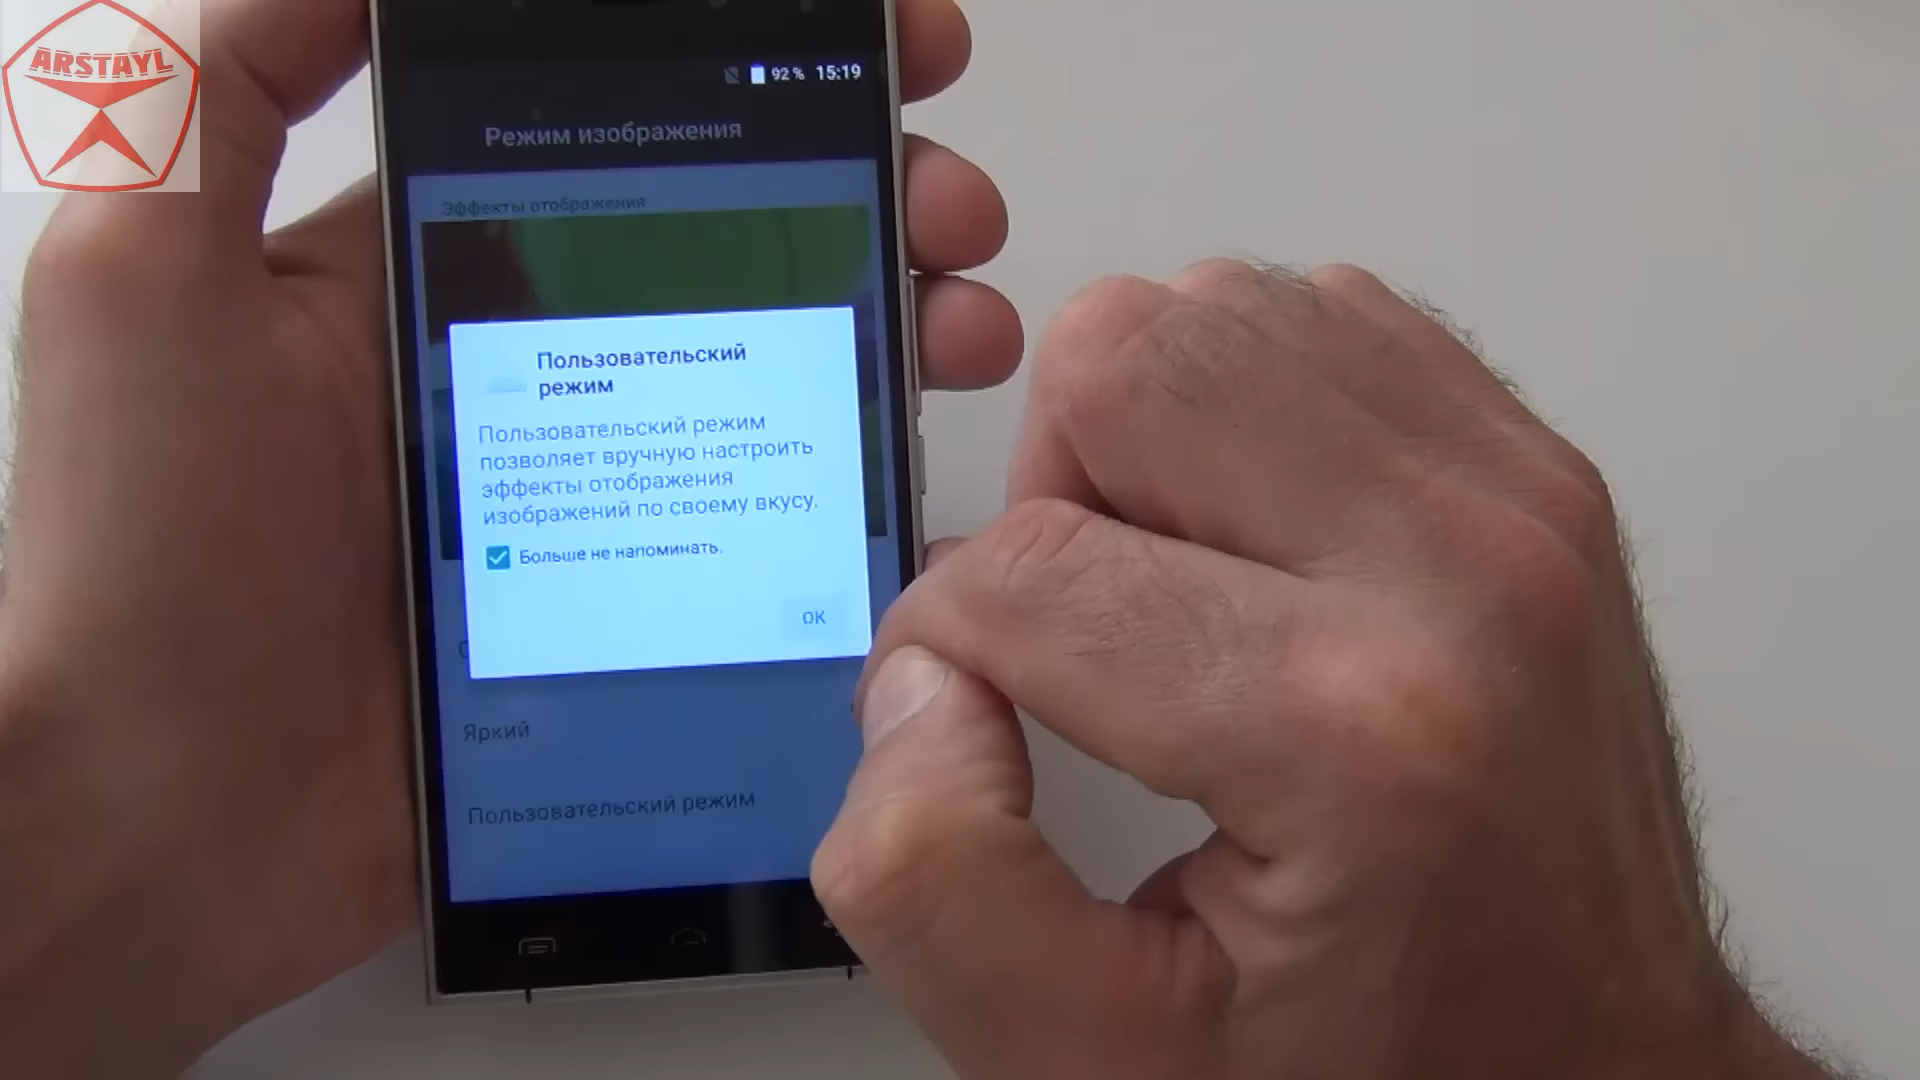 ARSTAYL
92 % 15:19
Режим изображения
Эффекты отображения
Пользовательский
режим
Пользовательский режим
позволяет вручную настроить
эффекты отображения
изображений по своему вкусу.
Больше не напоминать.
ОК
Яркий
Пользовательский режим